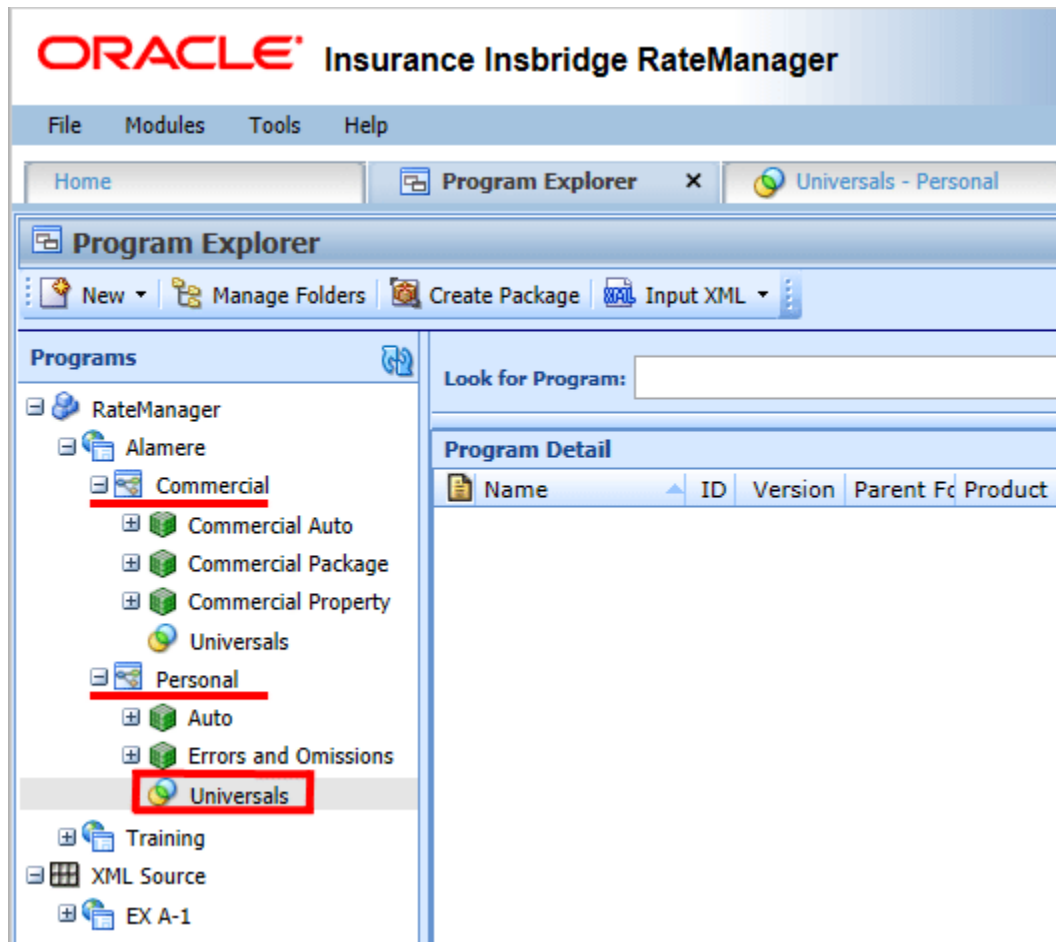 ORACLE Insurance Insbridge RateManager
File Modules Tools Help
Home Program Explorer x Universals - Personal
Program Explorer
New Manage Folders Create Package XML Input XML
Programs
Look for Program:
RateManager
Alamere
Program Detail
Commercial
Name ID Version Parent Fo Product
Commercial Auto
Commercial Package
Commercial Property
Universals
Personal
Auto
Errors and Omissions
Universals
Training
XML Source
EX A-1